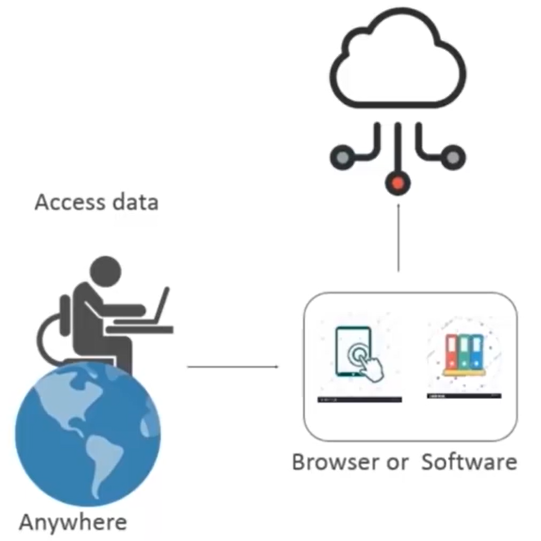 Access data
Browser or Software
Anywhere